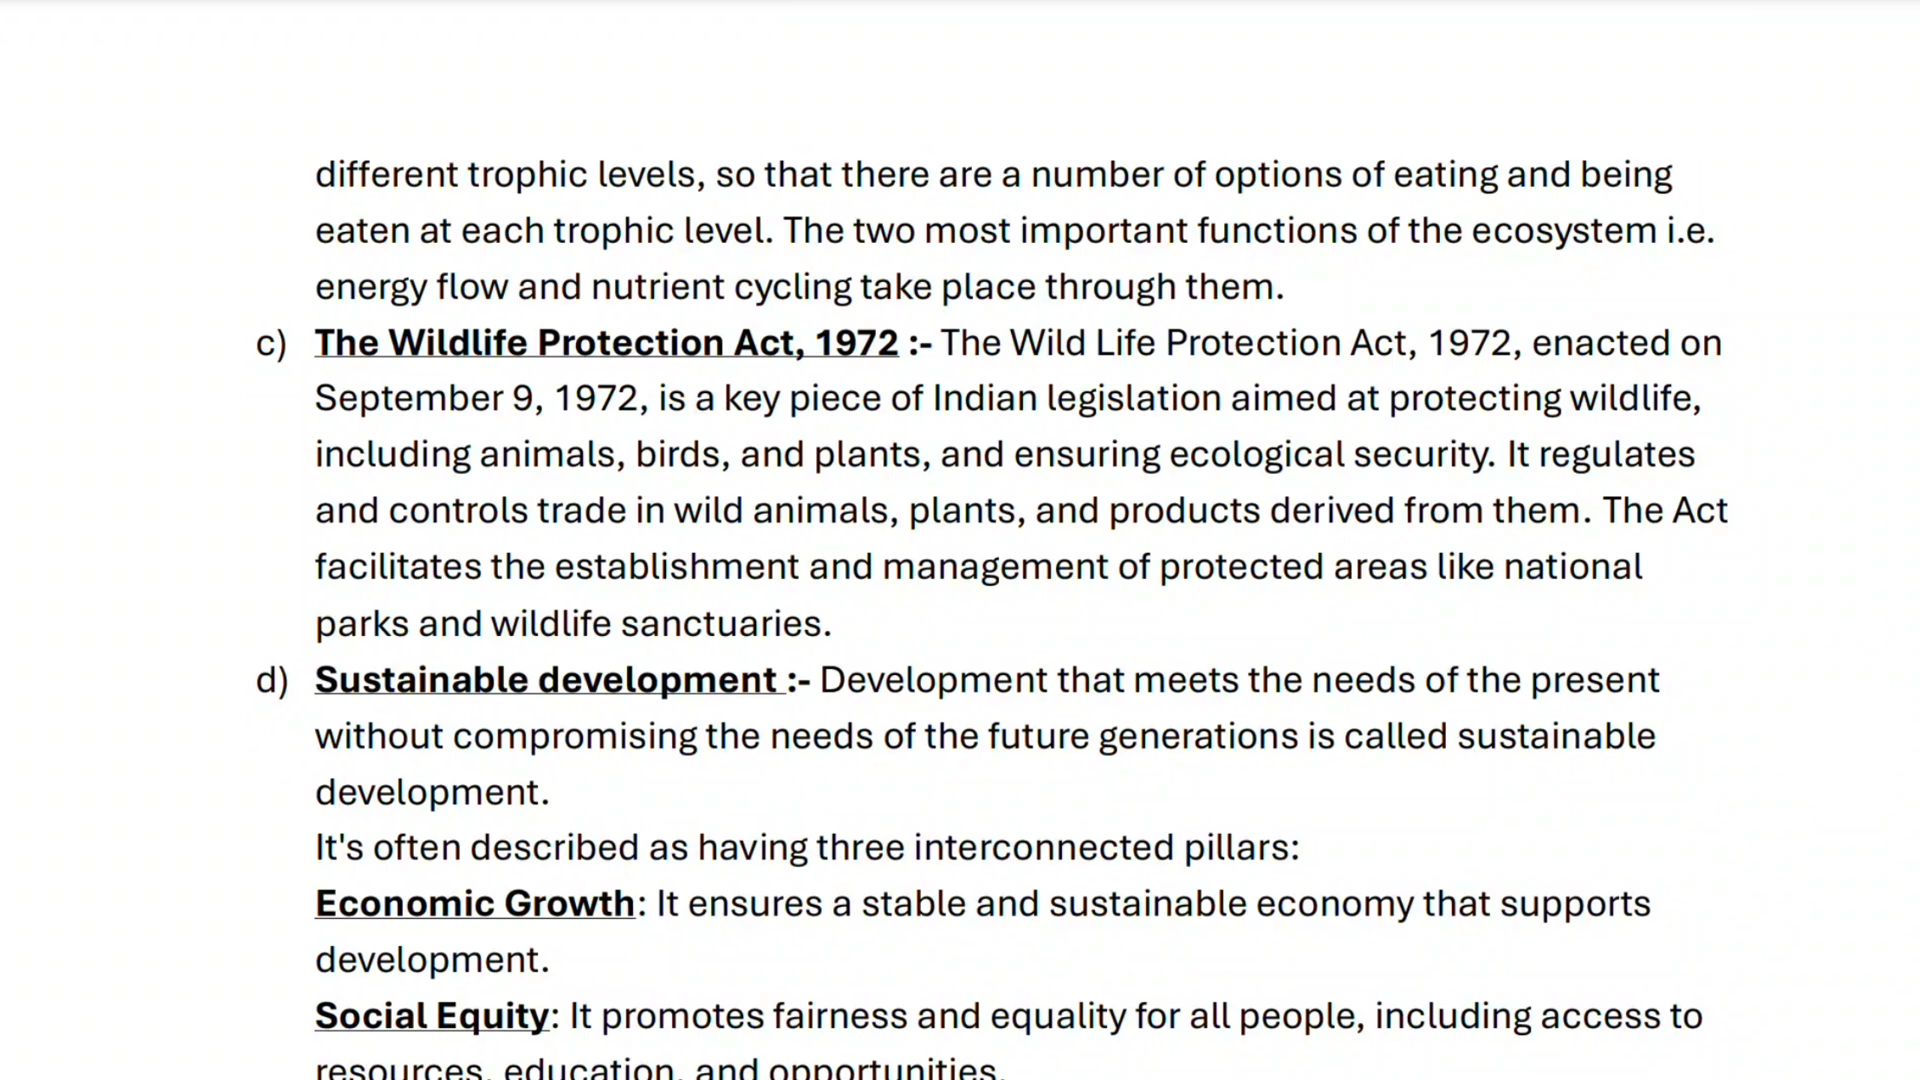 different trophic levels, so that there are a number of options of eating and being
eaten at each trophic level. The two most important functions of the ecosystem i.e.
energy flow and nutrient cycling take place through them.
c) The Wildlife Protection Act, 1972 :- The Wild Life Protection Act, 1972, enacted on
September 9, 1972, is a key piece of Indian legislation aimed at protecting wildlife,
including animals, birds, and plants, and ensuring ecological security. It regulates
and controls trade in wild animals, plants, and products derived from them. The Act
facilitates the establishment and management of protected areas like national
parks and wildlife sanctuaries.
d) Sustainable development :- Development that meets the needs of the present
without compromising the needs of the future generations is called sustainable
development.
It's often described as having three interconnected pillars:
Economic Growth: It ensures a stable and sustainable economy that supports
development.
Social Equity: It promotes fairness and equality for all people, including access to
resources, education, and opportunities.